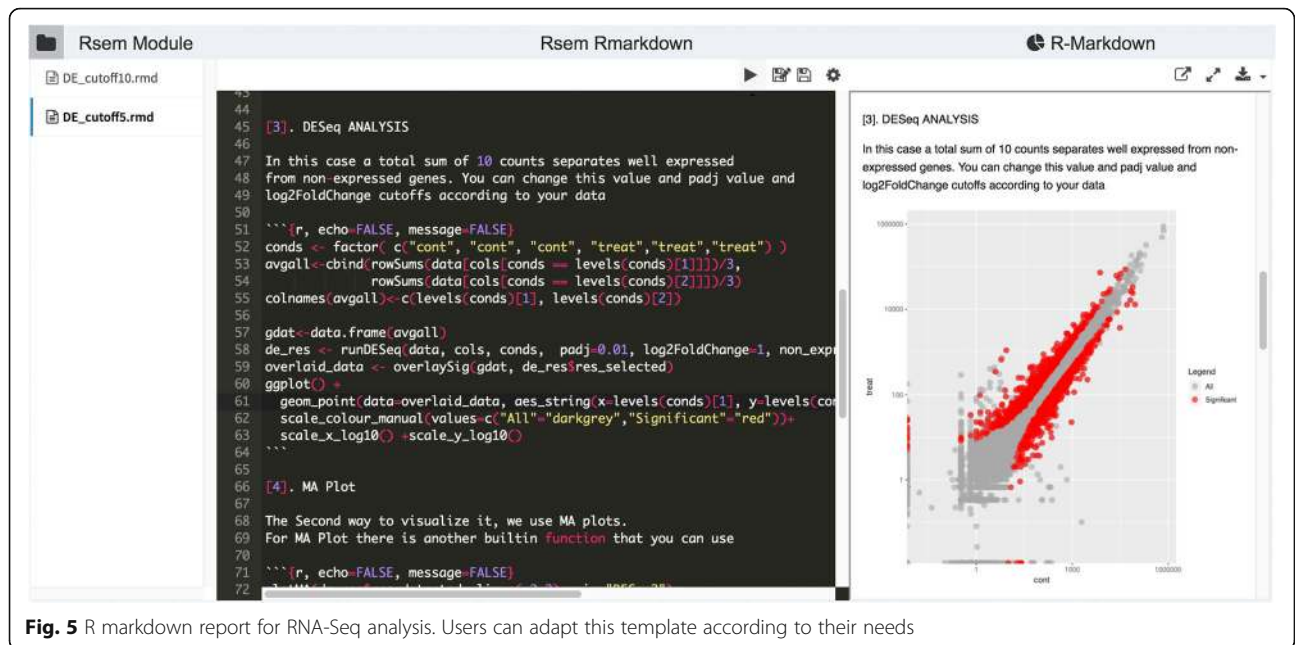 Rsem Module
Rsem Rmarkdown
R-Markdown
DE_cutoff10.rmd
DE_cutoff5.rmd
43
44
45 [3]. DESeq ANALYSIS
46
47 In this case a total sum of 10 counts separates well expressed
48 from non-expressed genes. You can change this value and padj value and
49 log2FoldChange cutoffs according to your data
50
51 ```{r, echo=FALSE, message=FALSE}
52 conds <- factor( c("cont", "cont", "cont", "treat","treat","treat") )
53 avgall<-cbind(rowSums(data[cols[conds == levels(conds)[1]]])/3,
54 rowSums(data[cols[conds == levels(conds)[2]]])/3)
55 colnames(avgall)<-c(levels(conds)[1], levels(conds)[2])
56
57 gdat<-data.frame(avgall)
58 de_res <- runDESeq(data, cols, conds, padj=0.01, log2FoldChange=1, non_expr
59 overlaid_data <- overlaySig(gdat, de_res$res_selected)
60 ggplot() +
61 geom_point(data=overlaid_data, aes_string(x=levels(conds)[1], y=levels(con
62 scale_colour_manual(values=c("All"="darkgrey","Significant"="red"))+
63 scale_x_log10() +scale_y_log10()
64 ```
65
66 [4]. MA Plot
67
68 The Second way to visualize it, we use MA plots.
69 For MA Plot there is another builtin function that you can use
70
71 ```{r, echo=FALSE, message=FALSE}
72
[3]. DESeq ANALYSIS
In this case a total sum of 10 counts separates well expressed from non-
expressed genes. You can change this value and padj value and
log2FoldChange cutoffs according to your data
1000000
10000
100
1
treat
1
1000
1000000
cont
Legend
All
Significant
Fig. 5 R markdown report for RNA-Seq analysis. Users can adapt this template according to their needs